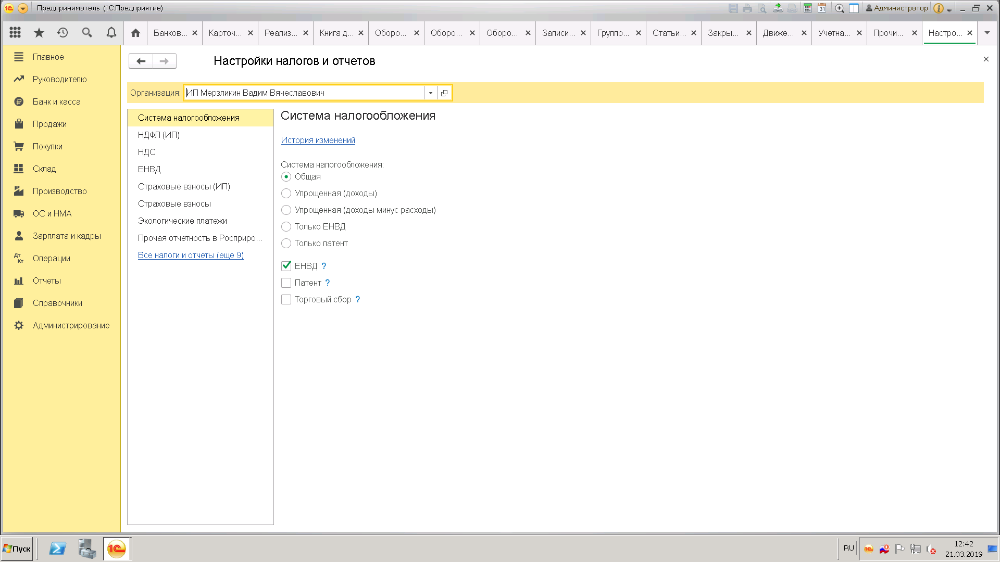 Предприниматель (1С:Предприятие)
31
Администратор
Банков...
Карточ...
Реализ...
Книга д...
Оборо...
Оборо...
Оборо...
Записи...
Группо...
Статьи...
Закры...
Движе...
Учетна...
Прочи...
Настро...
Главное
Руководителю
Банк и касса
Продажи
Покупки
Склад
Производство
ОС и НМА
Зарплата и кадры
Дт Кт Операции
Отчеты
Справочники
Администрирование
Настройки налогов и отчетов
Организация: ИП Мерзликин Вадим Вячеславович
Система налогообложения
НДФЛ (ИП)
НДС
ЕНВД
Страховые взносы (ИП)
Страховые взносы
Экологические платежи
Прочая отчетность в Росприро...
Все налоги и отчеты (еще 9)
Система налогообложения
История изменений
Система налогообложения:
Общая
Упрощенная (доходы)
Упрощенная (доходы минус расходы)
Только ЕНВД
Только патент
ЕНВД ?
Патент ?
Торговый сбор ?
Пуск
RU
12:42
21.03.2019